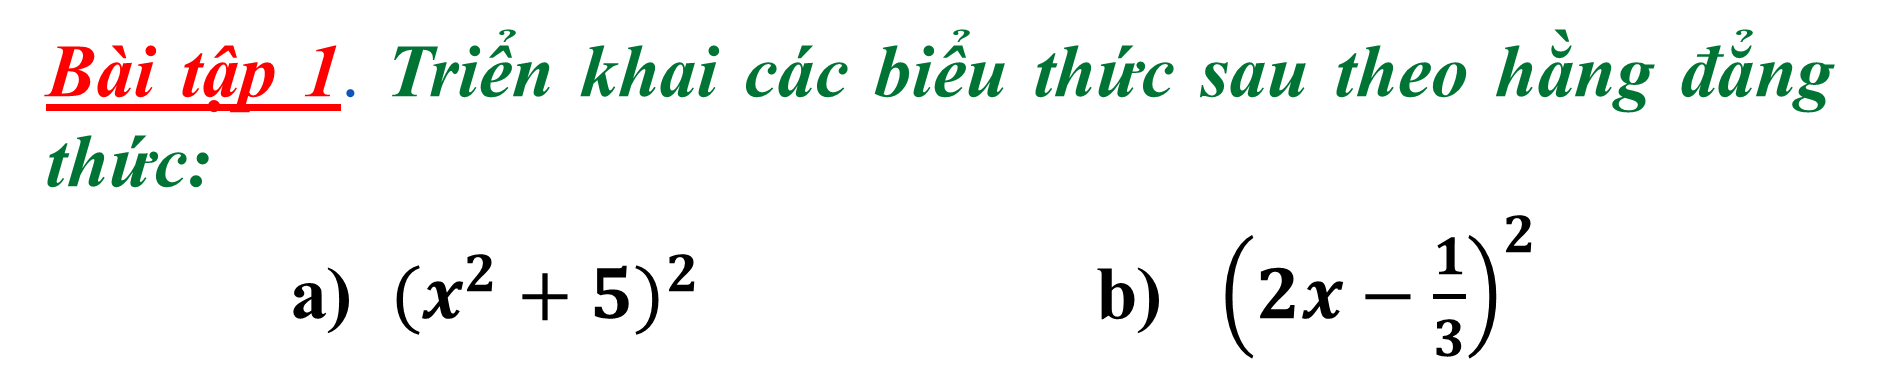 Bài tập 1. Triển khai các biểu thức sau theo hằng đẳng
thức:
a) (x² + 5)² b) (2x − 1/3)²